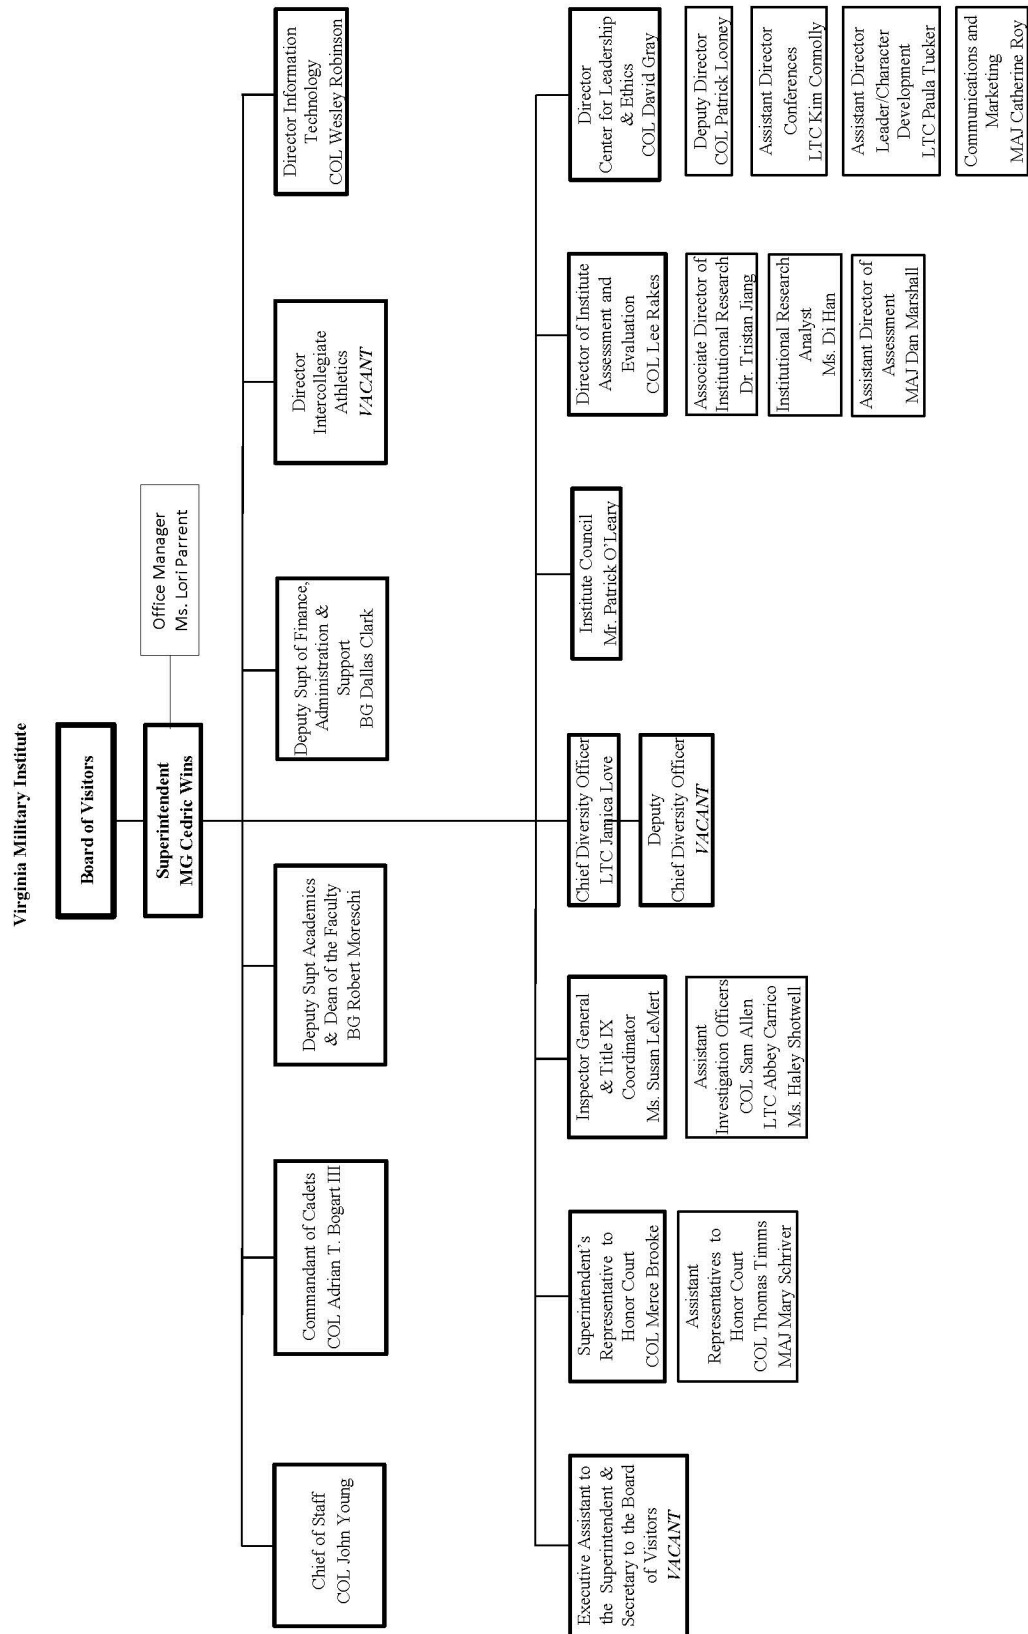 Virginia Military Institute
Board of Visitors
Superintendent
MG Cedric Wins
Office Manager
Ms. Lori Parrent
Chief of Staff
COL John Young
Commandant of Cadets
COL Adrian T. Bogart III
Deputy Supt Academics
& Dean of the Faculty
BG Robert Moreschi
Deputy Supt of Finance,
Administration &
Support
BG Dallas Clark
Director
Intercollegiate
Athletics
VACANT
Director Information
Technology
COL Wesley Robinson
Executive Assistant to
the Superintendent &
Secretary to the Board
of Visitors
VACANT
Superintendent’s
Representative to
Honor Court
COL Merce Brooke
Assistant
Representatives to
Honor Court
COL Thomas Timms
MAJ Mary Schriver
Inspector General
& Title IX
Coordinator
Ms. Susan LeMert
Assistant
Investigation Officers
COL Sam Allen
LTC Abbey Carrico
Ms. Haley Shotwell
Chief Diversity Officer
LTC Jamica Love
Deputy
Chief Diversity Officer
VACANT
Institute Council
Mr. Patrick O’Leary
Director of Institute
Assessment and
Evaluation
COL Lee Rakes
Associate Director of
Institutional Research
Dr. Tristan Jiang
Institutional Research
Analyst
Ms. Di Han
Assistant Director of
Assessment
MAJ Dan Marshall
Director
Center for Leadership
& Ethics
COL David Gray
Deputy Director
COL Patrick Looney
Assistant Director
Conferences
LTC Kim Connolly
Assistant Director
Leader/Character
Development
LTC Paula Tucker
Communications and
Marketing
MAJ Catherine Roy